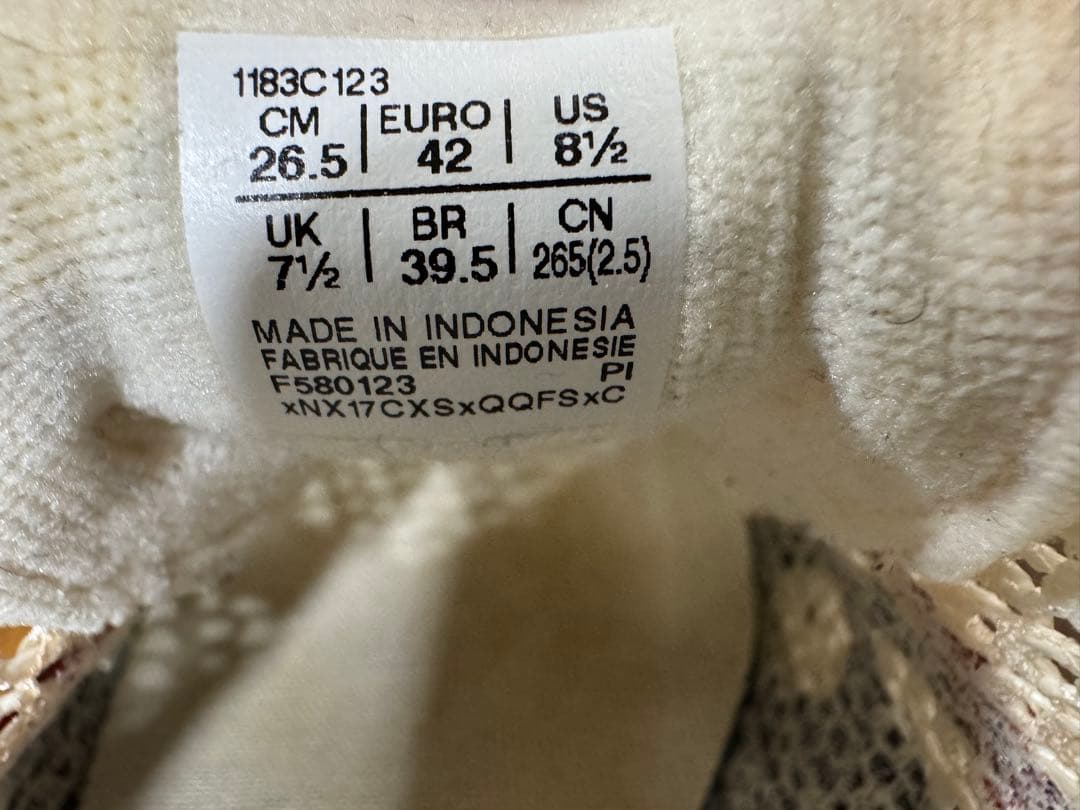 1183C123
CM | EURO | US
26.5 | 42 | 8½
UK | BR | CN
7½ | 39.5 | 265(2.5)
MADE IN INDONESIA
FABRIQUE EN INDONESIE
F580123 PI
xNX17CXSxQQFSxC